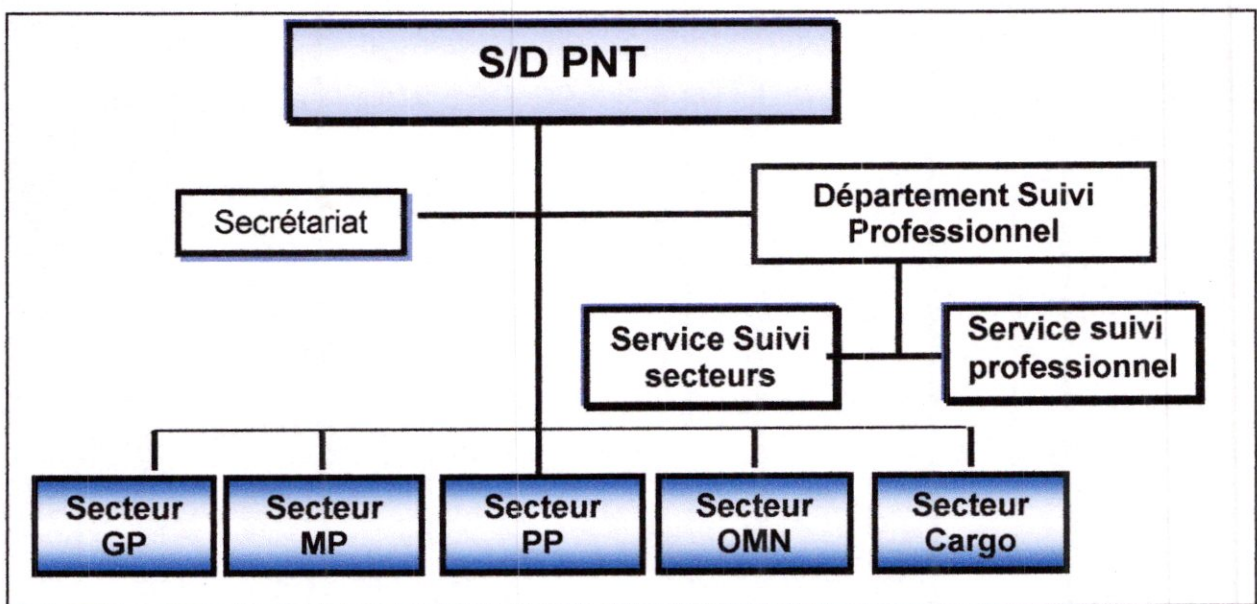 S/D PNT
Secrétariat
Département Suivi
Professionnel
Service Suivi
secteurs
Service suivi
professionnel
Secteur
GP
Secteur
MP
Secteur
PP
Secteur
OMN
Secteur
Cargo